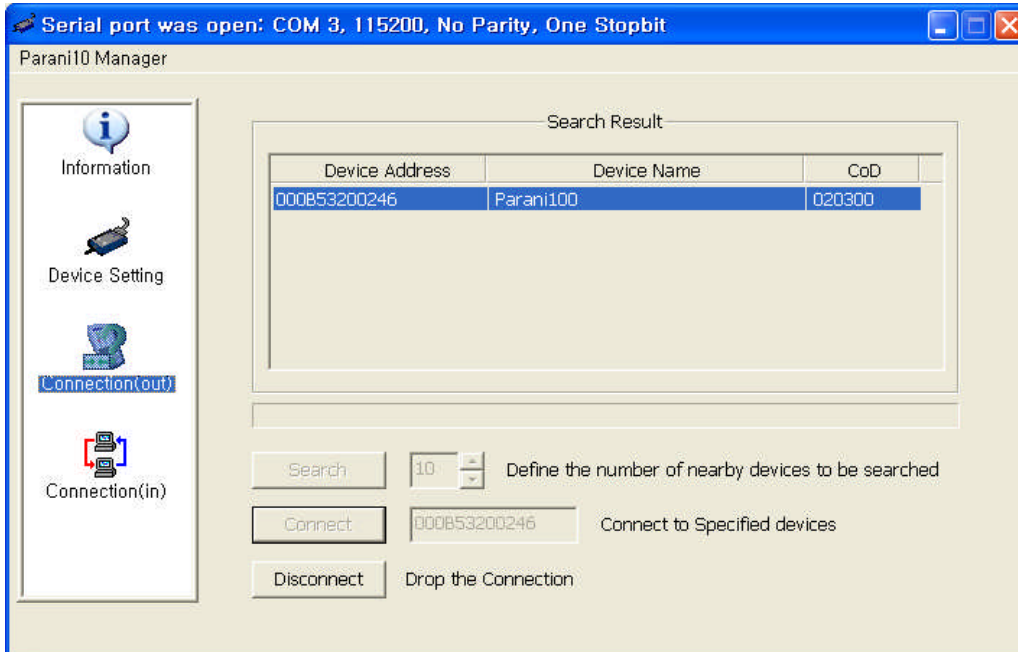 Serial port was open: COM 3, 115200, No Parity, One Stopbit
Parani10 Manager
Information
Device Setting
Connection(out)
Connection(in)
Search Result
Device Address Device Name CoD
000B53200246 Parani100 020300
Search 10 Define the number of nearby devices to be searched
Connect 000B53200246 Connect to Specified devices
Disconnect Drop the Connection